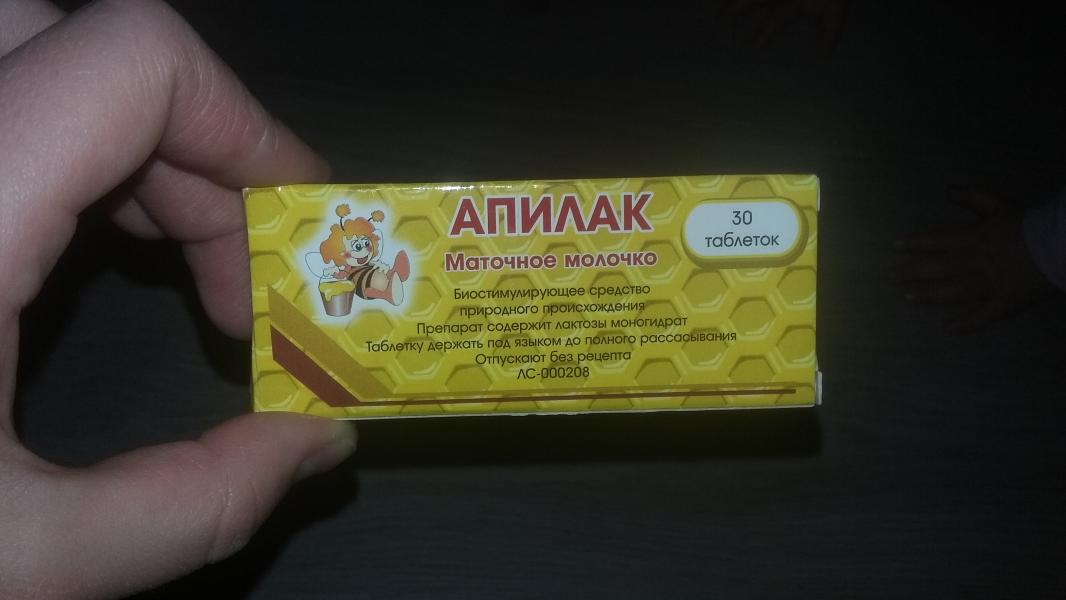 АПИЛАК
30
таблеток
Маточное молочко
Биостимулирующее средство
природного происхождения
Препарат содержит лактозы моногидрат
Таблетку держать под языком до полного рассасывания
Отпускают без рецепта
ЛС-000208